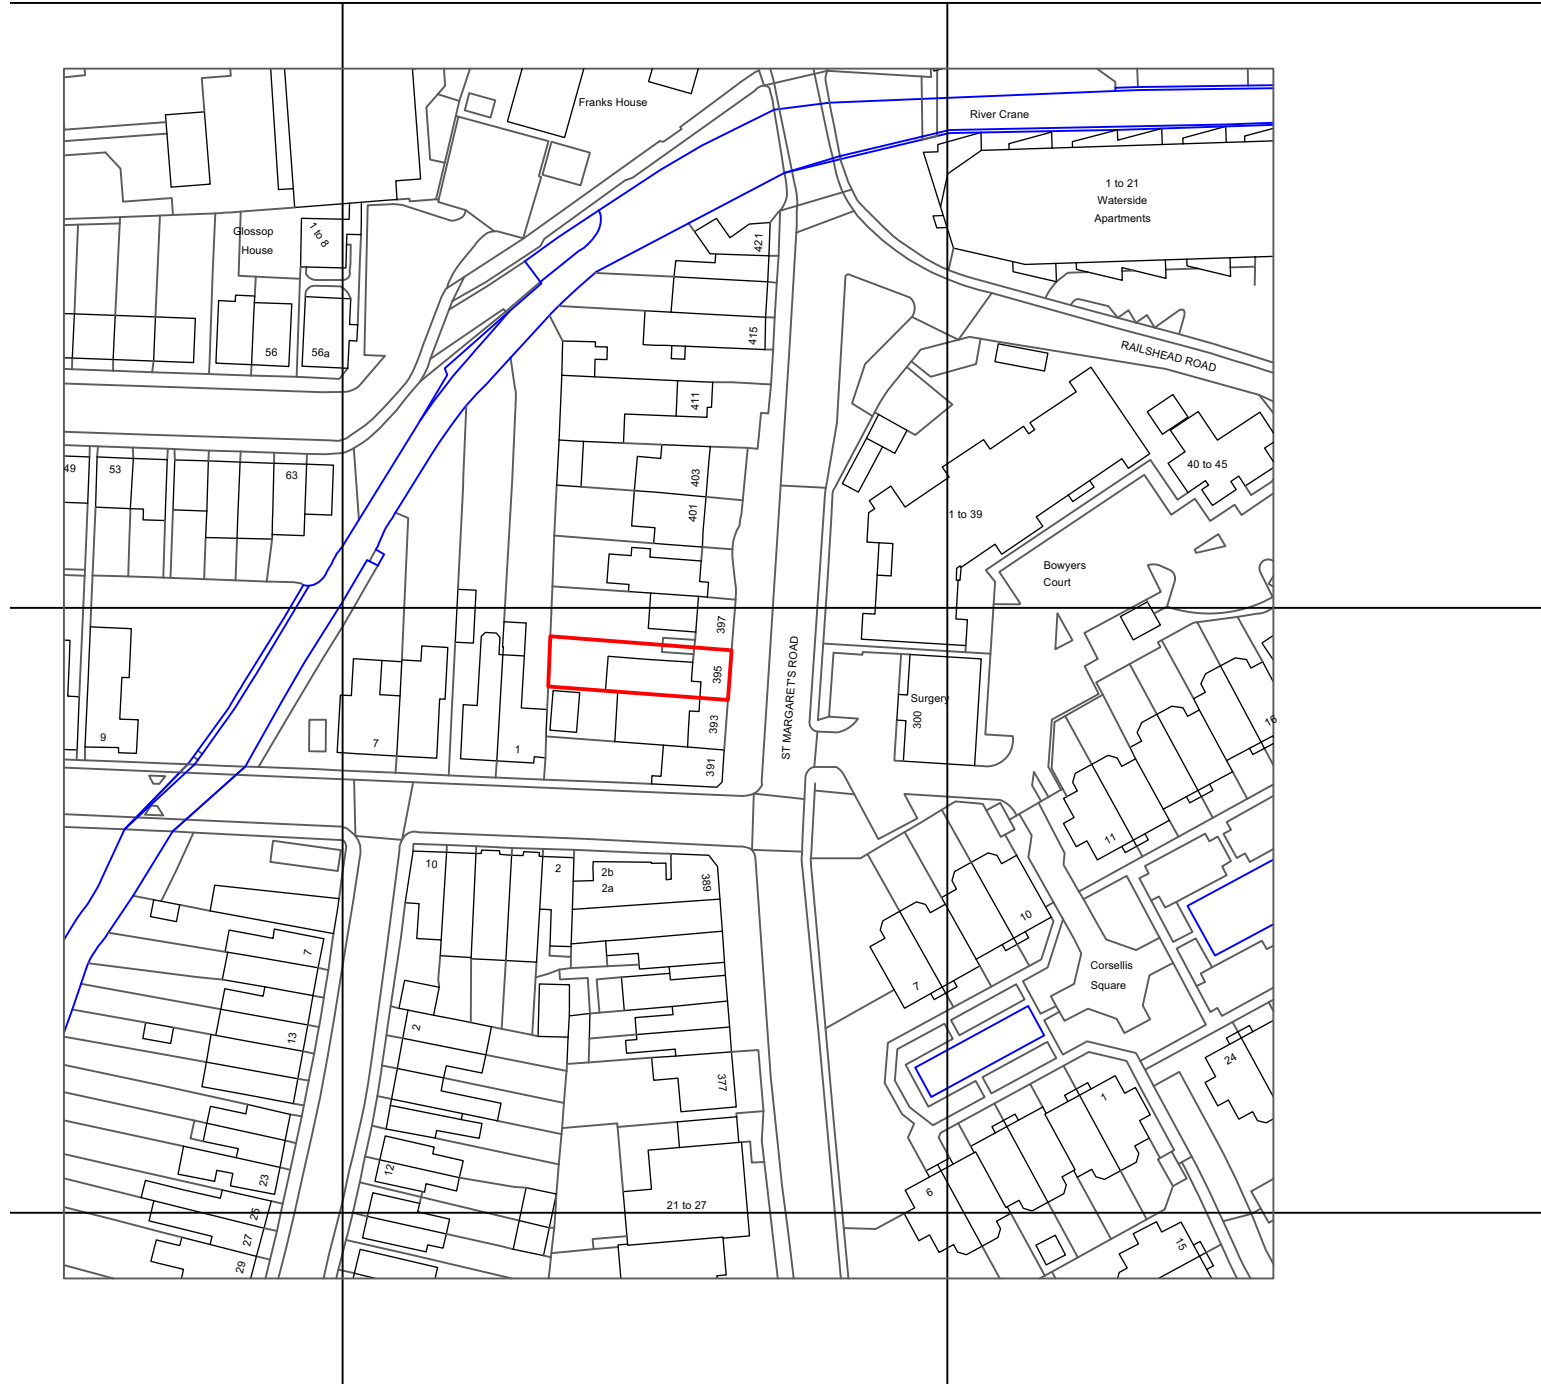 Franks House
River Crane
1 to 21
Waterside
Apartments
Glossop
House
1 to 8
421
56
56a
415
RAILSHEAD ROAD
411
49
53
63
403
40 to 45
401
1 to 39
Bowyers
Court
397
395
ST MARGARET'S ROAD
Surgery
300
393
391
9
7
1
16
11
10
2
2b
2a
389
10
7
7
Corsellis
Square
2
13
377
24
1
12
23
6
21 to 27
25
27
29
15